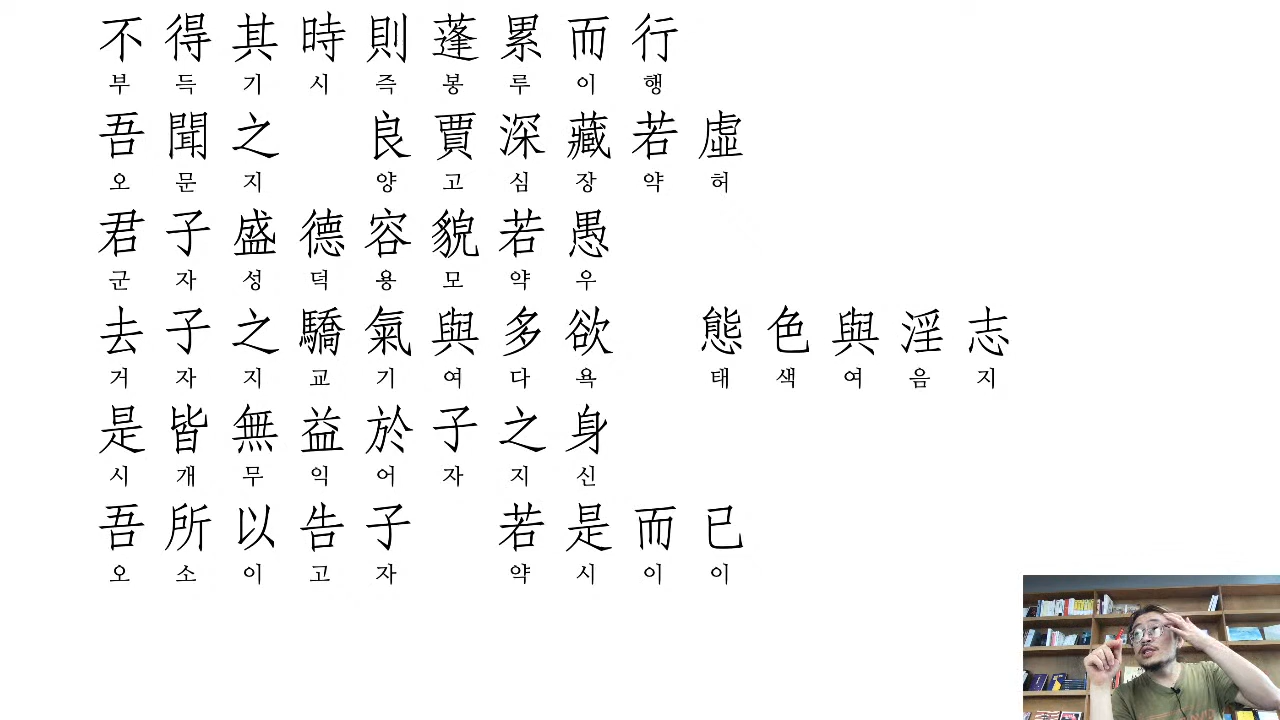 不得其時則蓬累而行
부득기시즉봉루이행
吾聞之 良賈深藏若虛
오문지 양고심장약허
君子盛德容貌若愚
군자성덕용모약우
去子之驕氣與多欲 態色與淫志
거자지교기여다욕 태색여음지
是皆無益於子之身
시개무익어자지신
吾所以告子 若是而已
오소이고자 약시이이